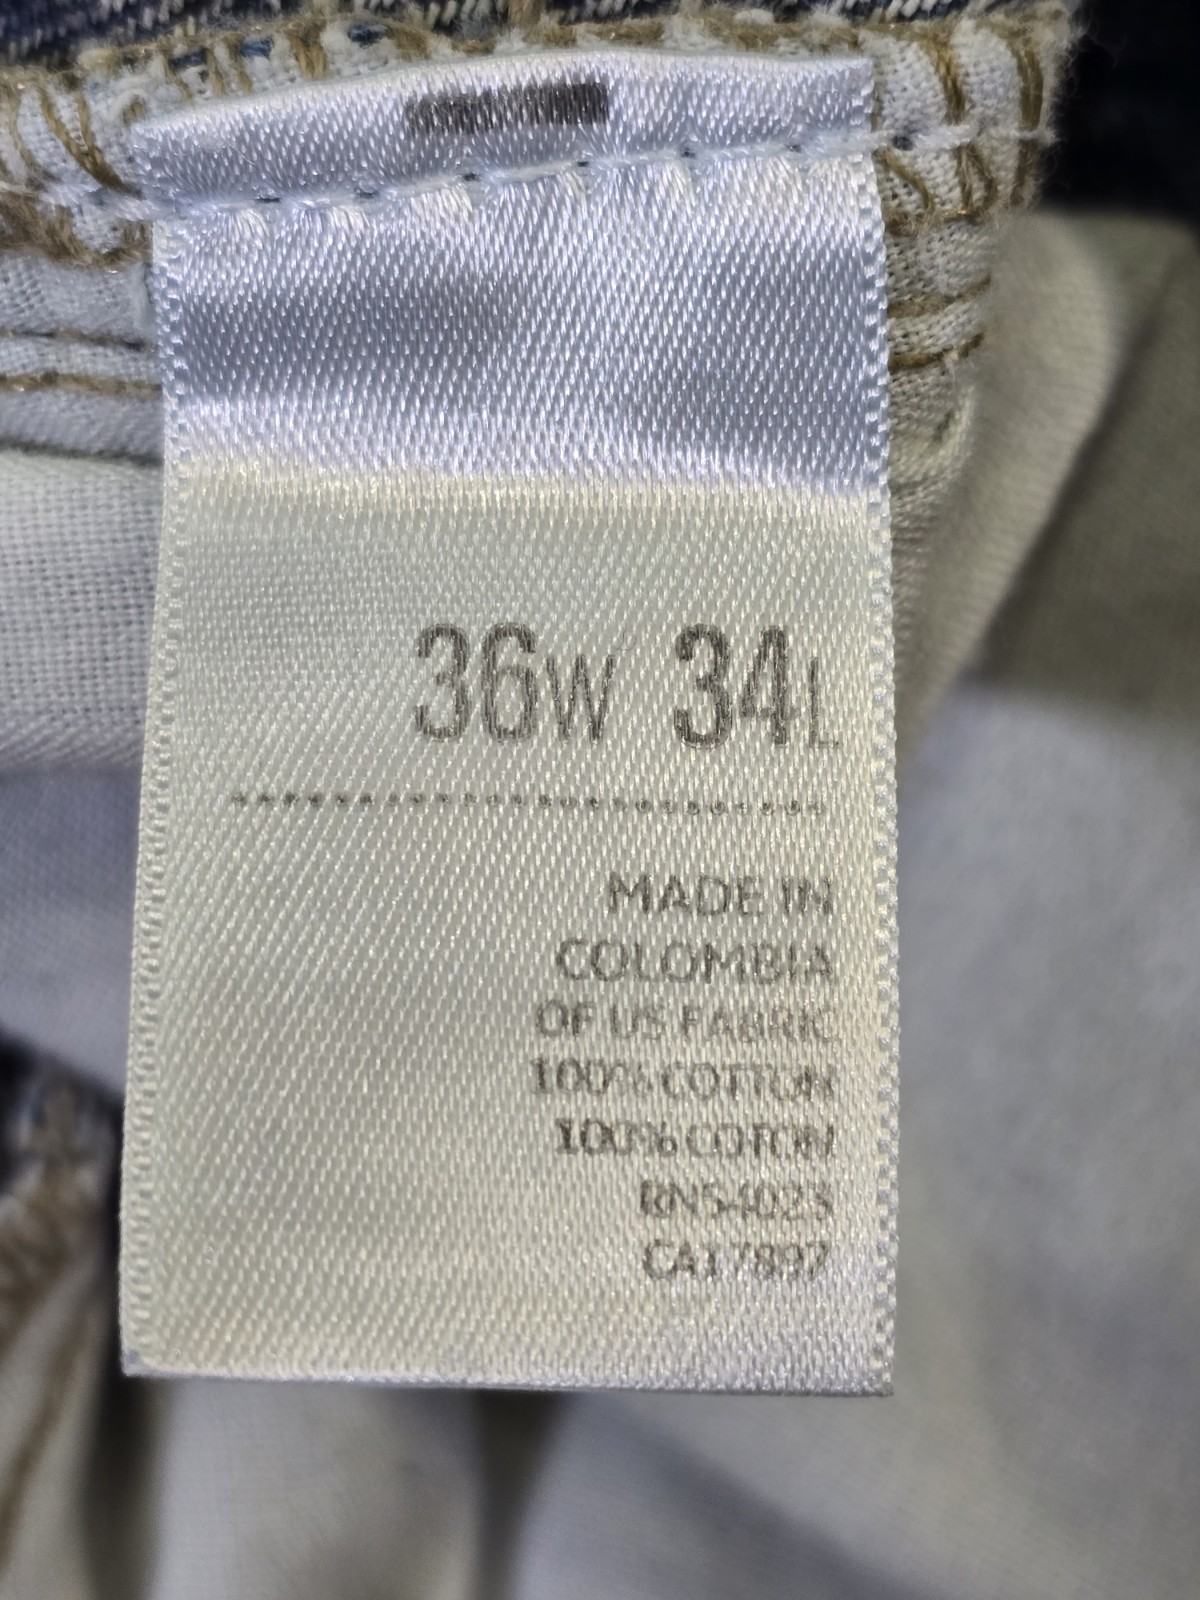 36W 34L
MADE IN
COLOMBIA
OF US FABRIC
100% COTTON
100% COTON
RN54023
CA17897